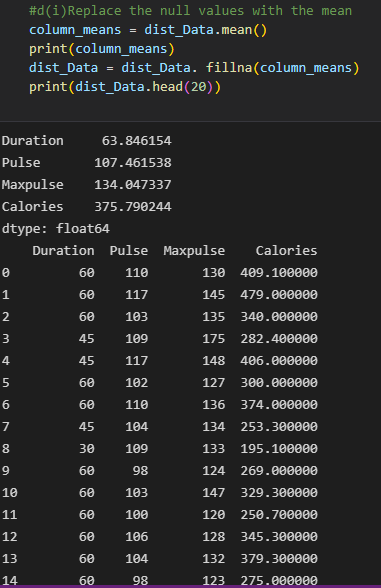 #d(i)Replace the null values with the mean
column_means = dist_Data.mean()
print(column_means)
dist_Data = dist_Data. fillna(column_means)
print(dist_Data.head(20))
Duration 63.846154
Pulse 107.461538
Maxpulse 134.047337
Calories 375.790244
dtype: float64
Duration Pulse Maxpulse Calories
0 60 110 130 409.100000
1 60 117 145 479.000000
2 60 103 135 340.000000
3 45 109 175 282.400000
4 45 117 148 406.000000
5 60 102 127 300.000000
6 60 110 136 374.000000
7 45 104 134 253.300000
8 30 109 133 195.100000
9 60 98 124 269.000000
10 60 103 147 329.300000
11 60 100 120 250.700000
12 60 106 128 345.300000
13 60 104 132 379.300000
14 60 98 123 275.000000